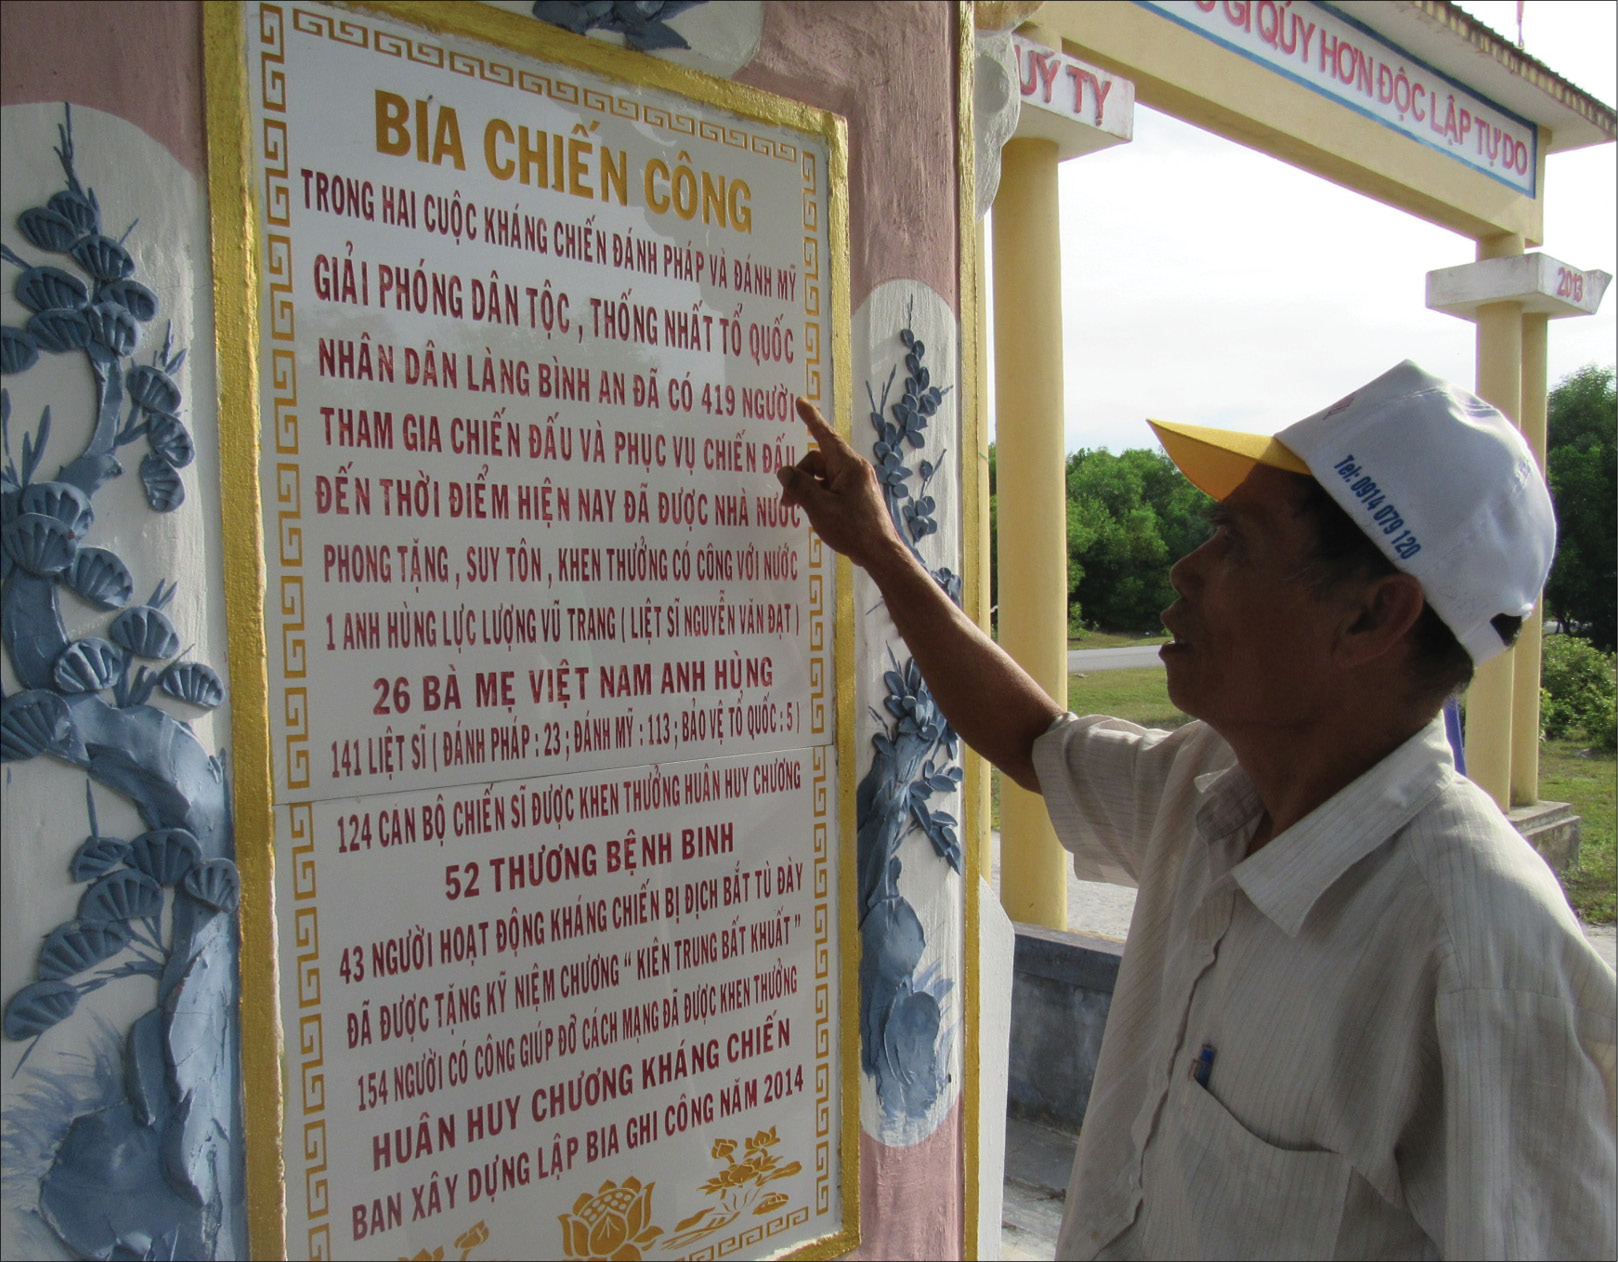 BIA CHIẾN CÔNG
TRONG HAI CUỘC KHÁNG CHIẾN ĐÁNH PHÁP VÀ ĐÁNH MỸ
GIẢI PHÓNG DÂN TỘC , THỐNG NHẤT TỔ QUỐC
NHÂN DÂN LÀNG BÌNH AN ĐÃ CÓ 419 NGƯỜI
THAM GIA CHIẾN ĐẤU VÀ PHỤC VỤ CHIẾN ĐẤU
ĐẾN THỜI ĐIỂM HIỆN NAY ĐÃ ĐƯỢC NHÀ NƯỚC
PHONG TẶNG , SUY TÔN , KHEN THƯỞNG CÓ CÔNG VỚI NƯỚC
1 ANH HÙNG LỰC LƯỢNG VŨ TRANG ( LIỆT SĨ NGUYỄN VĂN ĐẠT )
26 BÀ MẸ VIỆT NAM ANH HÙNG
141 LIỆT SĨ ( ĐÁNH PHÁP : 23 ; ĐÁNH MỸ : 113 ; BẢO VỆ TỔ QUỐC : 5 )
124 CÁN BỘ CHIẾN SĨ ĐƯỢC KHEN THƯỞNG HUÂN HUY CHƯƠNG
52 THƯƠNG BỆNH BINH
43 NGƯỜI HOẠT ĐỘNG KHÁNG CHIẾN BỊ ĐỊCH BẮT TÙ ĐÀY
ĐÃ ĐƯỢC TẶNG KỶ NIỆM CHƯƠNG “ KIÊN TRUNG BẤT KHUẤT ”
154 NGƯỜI CÓ CÔNG GIÚP ĐỞ CÁCH MẠNG ĐÃ ĐƯỢC KHEN THƯỞNG
HUÂN HUY CHƯƠNG KHÁNG CHIẾN
BAN XÂY DỰNG LẬP BIA GHI CÔNG NĂM 2014
GÌ QÚY HƠN ĐỘC LẬP TỰ DO
UÝ TỴ
2013
Tel: 0914 079 120